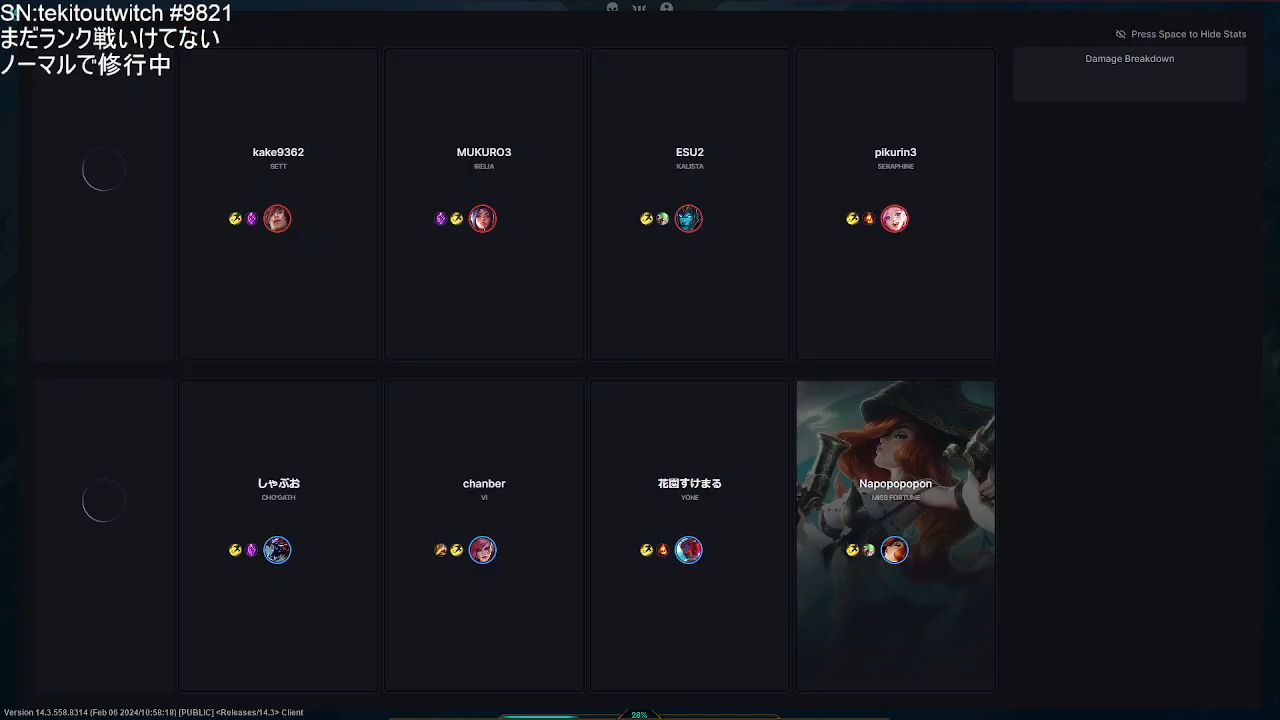 SN:tekitoutwitch #9821
まだランク戦いけてない
ノーマルで修行中
Press Space to Hide Stats
Damage Breakdown
kake9362
SETT
MUKURO3
IRELIA
ESU2
KALISTA
pikurin3
SERAPHINE
しゃぶお
CHO'GATH
chanber
VI
花園すけまる
YONE
Napopopopon
MISS FORTUNE
Version 14.3.558.8314 (Feb 06 2024/10:58:18) [PUBLIC] <Releases/14.3> Client
28%